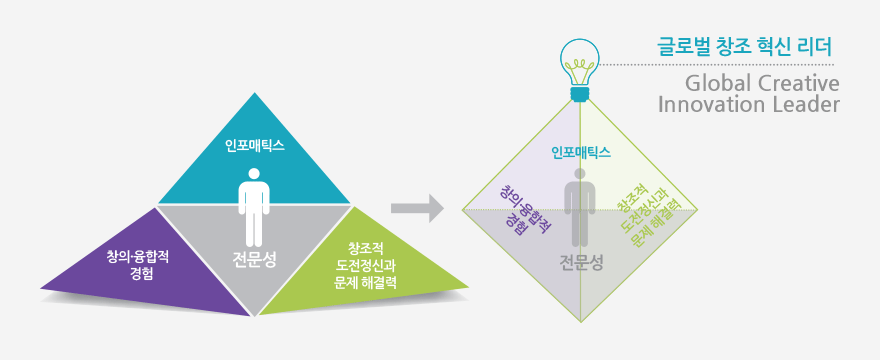 인포매틱스
창의·융합적
경험
전문성
창조적
도전정신과
문제 해결력
글로벌 창조 혁신 리더
Global Creative
Innovation Leader
인포매틱스
창의·융합적
경험
창조적
도전정신과
문제 해결력
전문성